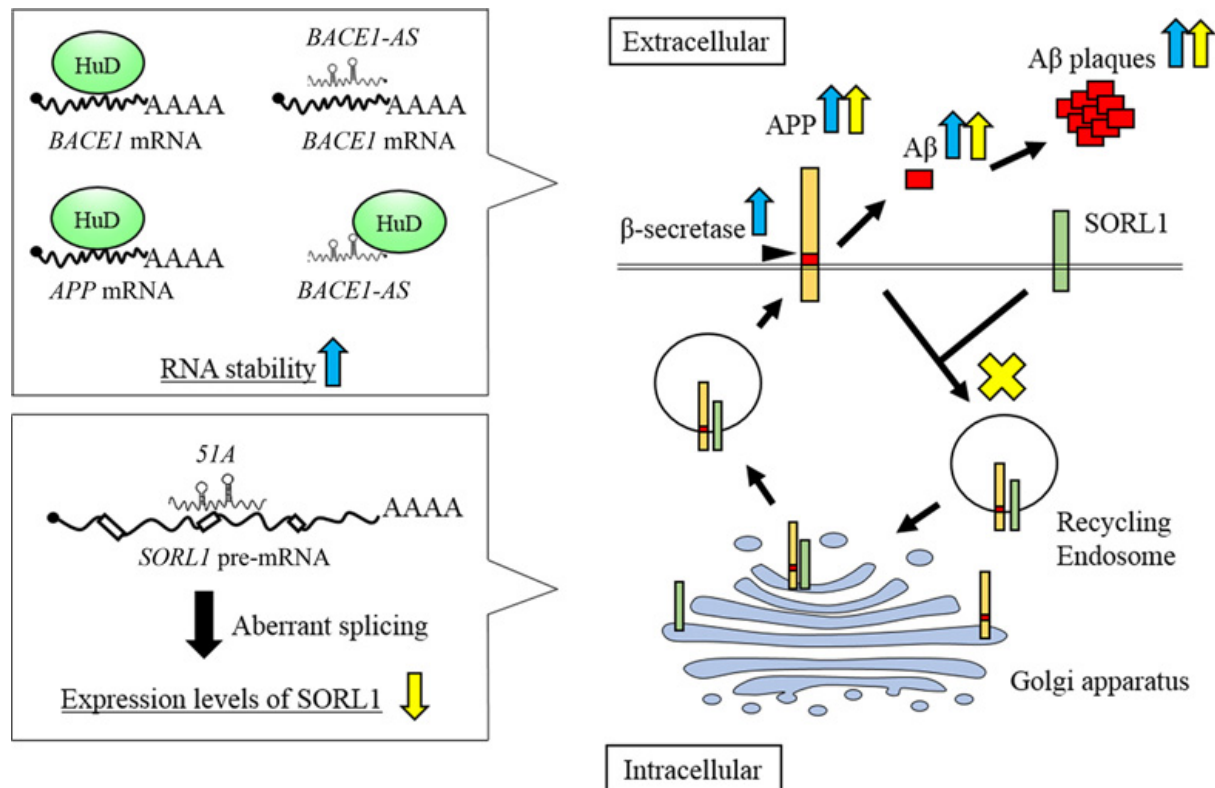 HuD
AAAA
BACE1 mRNA
BACE1-AS
AAAA
BACE1 mRNA
HuD
AAAA
APP mRNA
HuD
BACE1-AS
RNA stability
51A
AAAA
SORL1 pre-mRNA
Aberrant splicing
Expression levels of SORL1
Extracellular
Aβ plaques
APP
Aβ
β-secretase
SORL1
Recycling
Endosome
Golgi apparatus
Intracellular